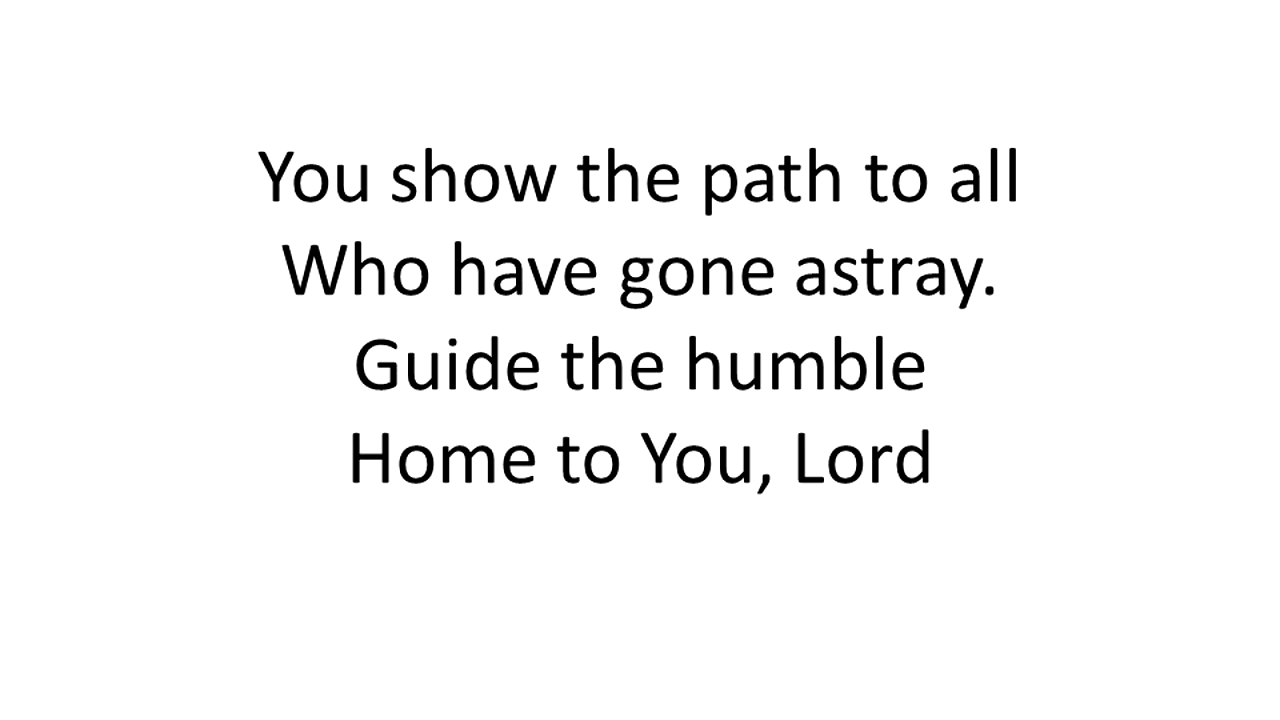 You show the path to all
Who have gone astray.
Guide the humble
Home to You, Lord